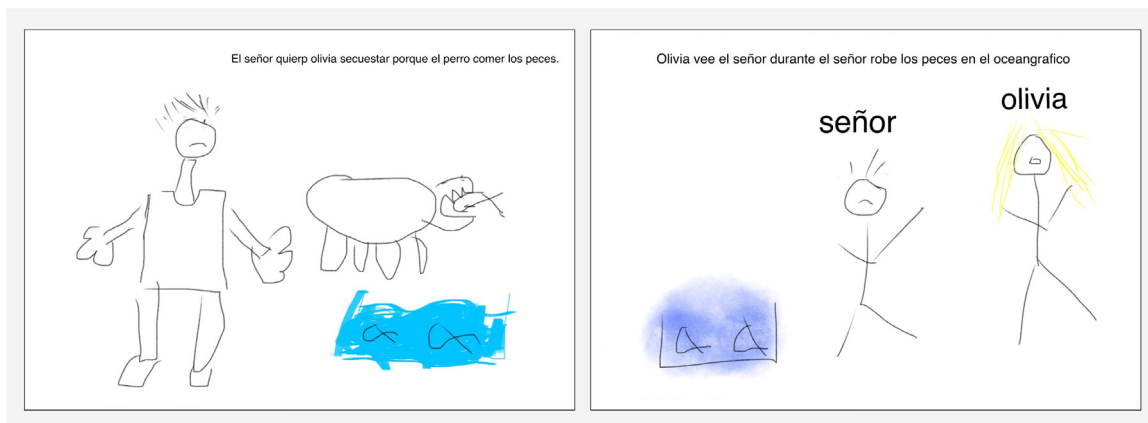 El señor quierp olivia secuestar porque el perro comer los peces.
Olivia vee el señor durante el señor robe los peces en el oceangrafico
señor
olivia